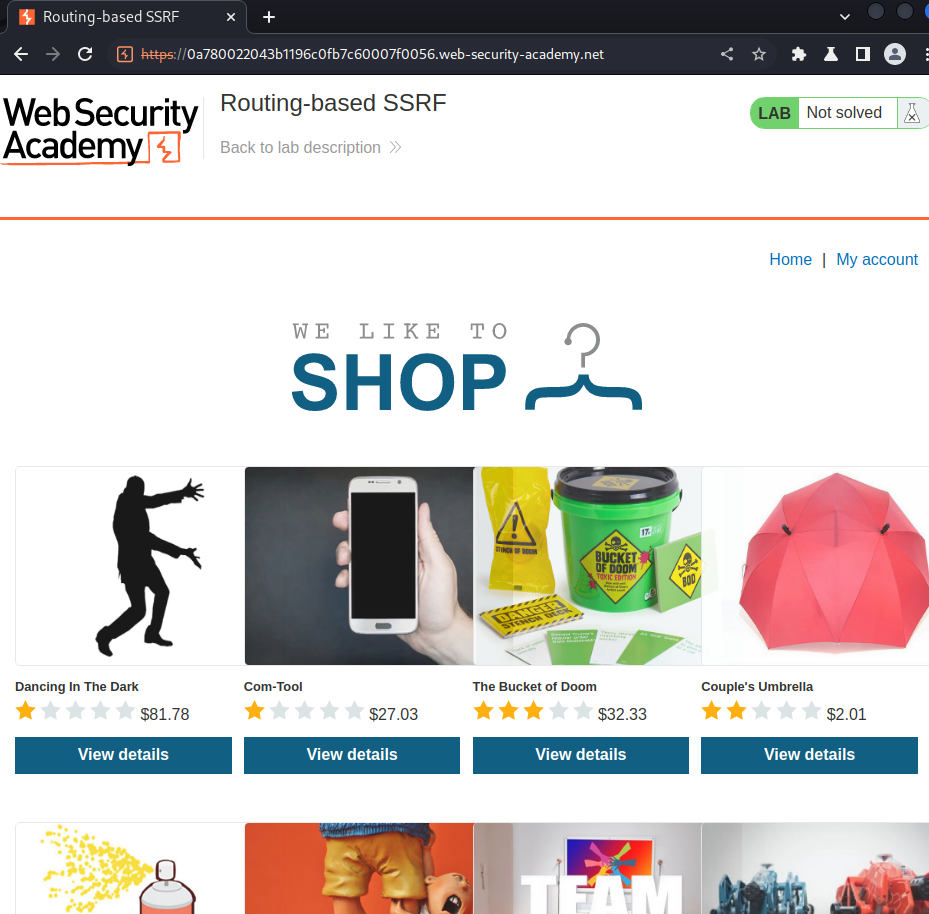 Routing-based SSRF
https://0a780022043b1196c0fb7c60007f0056.web-security-academy.net
Web Security
Academy
Routing-based SSRF
Back to lab description
LAB Not solved
Home | My account
WE LIKE TO
SHOP
STENCH OF DOOM
BUCKET
OF DOOM
TOXIC EDITION
17+
BOD
DANGER
STENCH DECK
Dancing In The Dark
$81.78
View details
Com-Tool
$27.03
View details
The Bucket of Doom
$32.33
View details
Couple's Umbrella
$2.01
View details
TEAM